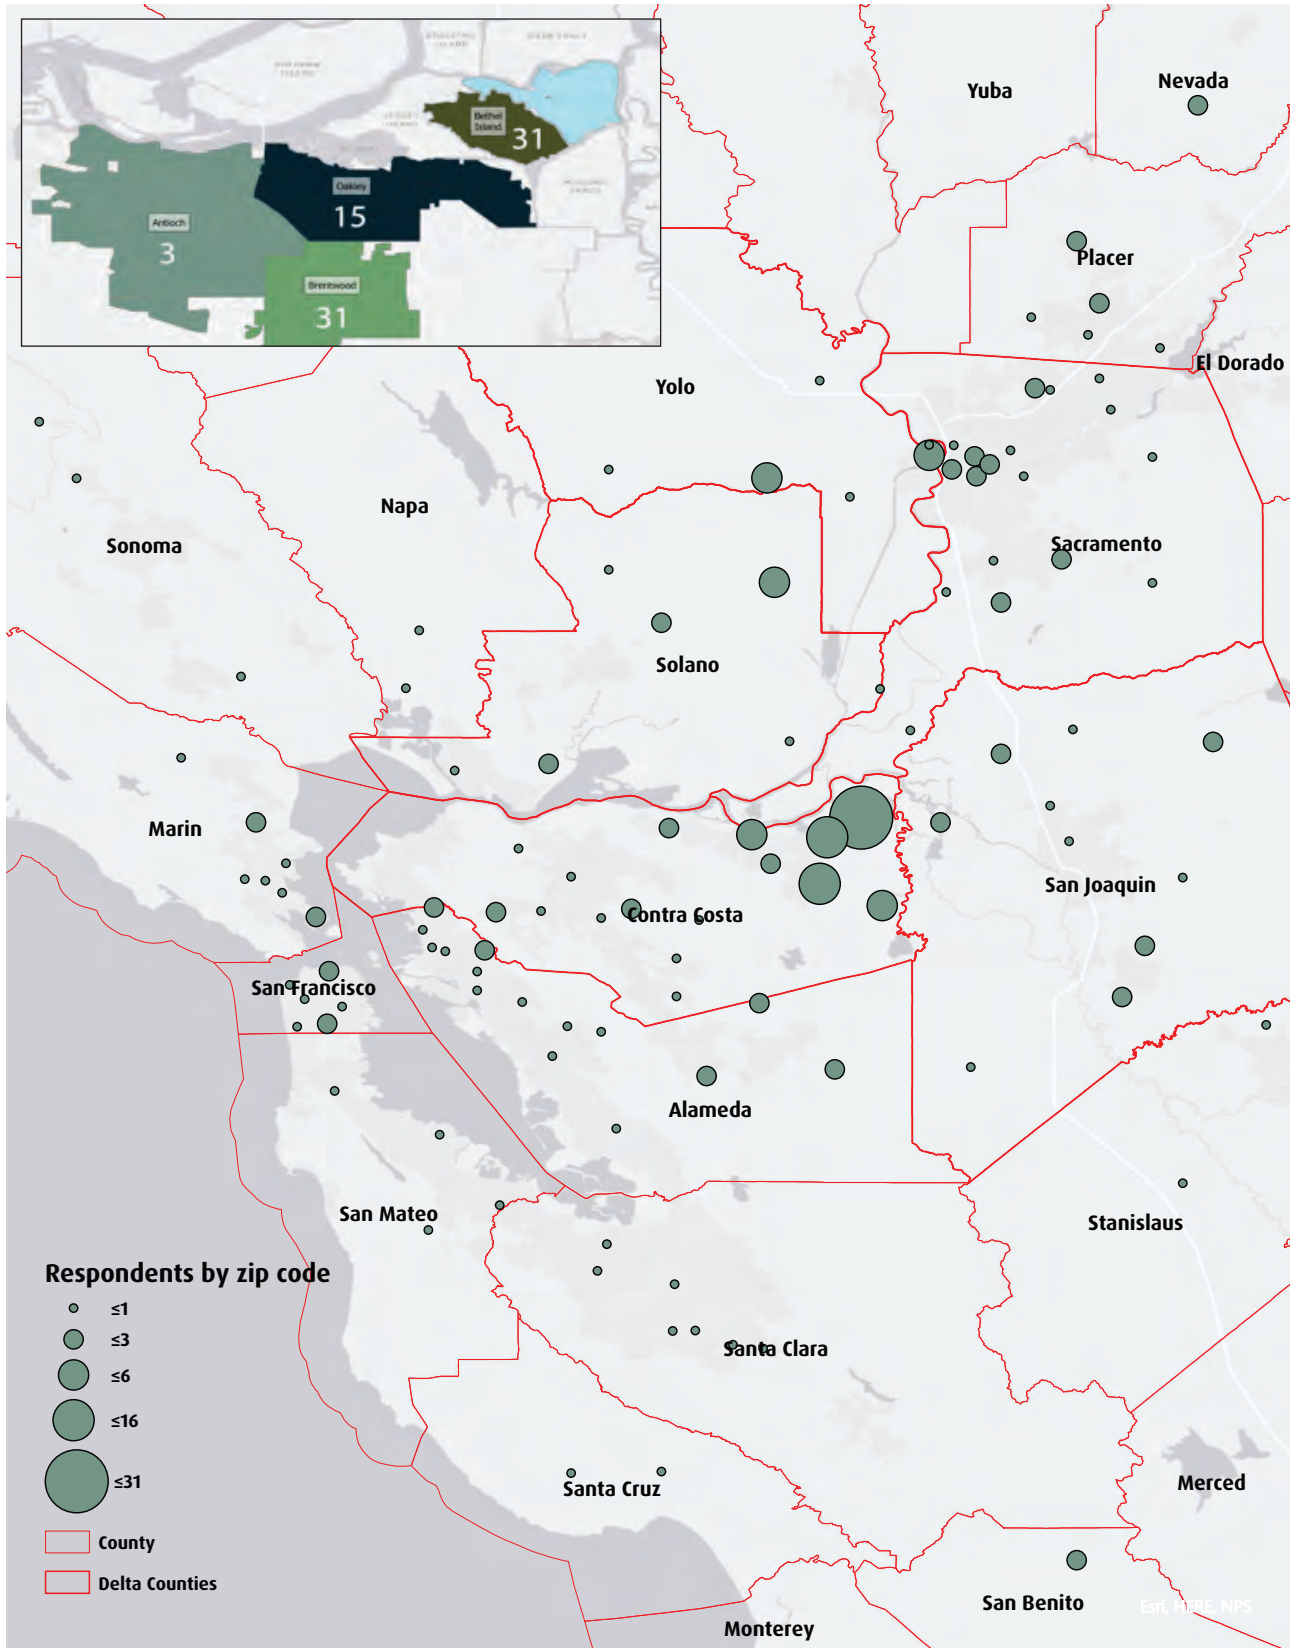 Bethel
Island
31
Oakley
15
Antioch
3
Brentwood
31
Yuba
Nevada
Placer
El Dorado
Yolo
Napa
Sonoma
Sacramento
Solano
Marin
Contra Costa
San Joaquin
San Francisco
Alameda
San Mateo
Stanislaus
Santa Clara
Santa Cruz
Merced
San Benito
Monterey
Respondents by zip code
≤1
≤3
≤6
≤16
≤31
County
Delta Counties
Esri, HERE, NPS